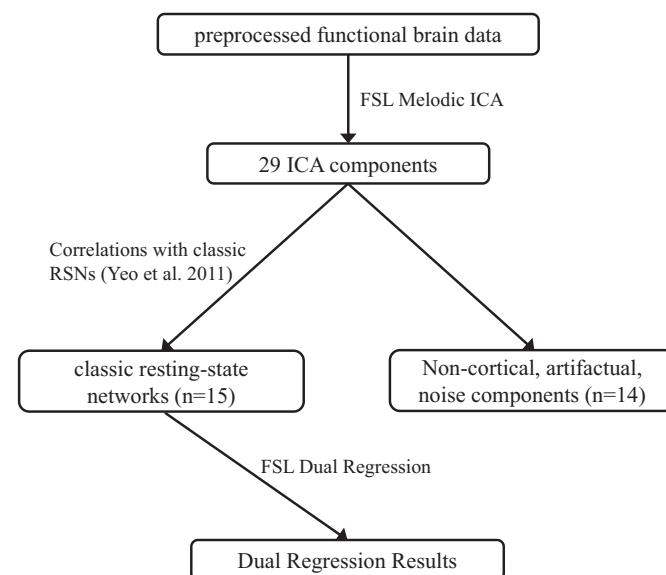 preprocessed functional brain data
FSL Melodic ICA
29 ICA components
Correlations with classic
RSNs (Yeo et al. 2011)
classic resting-state
networks (n=15)
Non-cortical, artifactual,
noise components (n=14)
FSL Dual Regression
Dual Regression Results